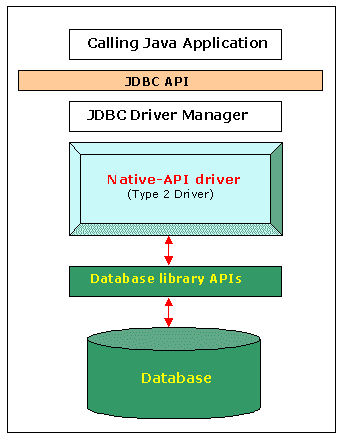 Calling Java Application
JDBC API
JDBC Driver Manager
Native-API driver
(Type 2 Driver)
Database library APIs
Database